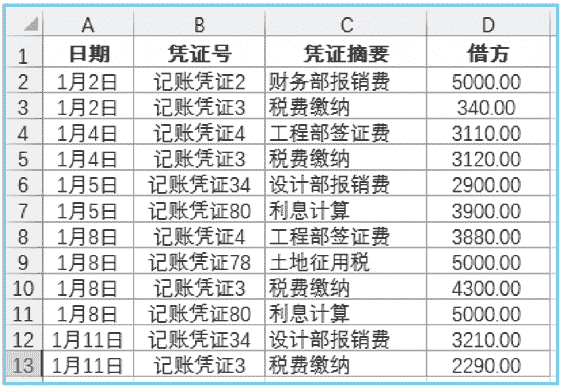 A B C D
1 日期 凭证号 凭证摘要 借方
2 1月2日 记账凭证2 财务部报销费 5000.00
3 1月2日 记账凭证3 税费缴纳 340.00
4 1月4日 记账凭证4 工程部签证费 3110.00
5 1月4日 记账凭证3 税费缴纳 3120.00
6 1月5日 记账凭证34 设计部报销费 2900.00
7 1月5日 记账凭证80 利息计算 3900.00
8 1月8日 记账凭证4 工程部签证费 3880.00
9 1月8日 记账凭证78 土地征用税 5000.00
10 1月8日 记账凭证3 税费缴纳 4300.00
11 1月8日 记账凭证80 利息计算 5000.00
12 1月11日 记账凭证34 设计部报销费 3210.00
13 1月11日 记账凭证3 税费缴纳 2290.00